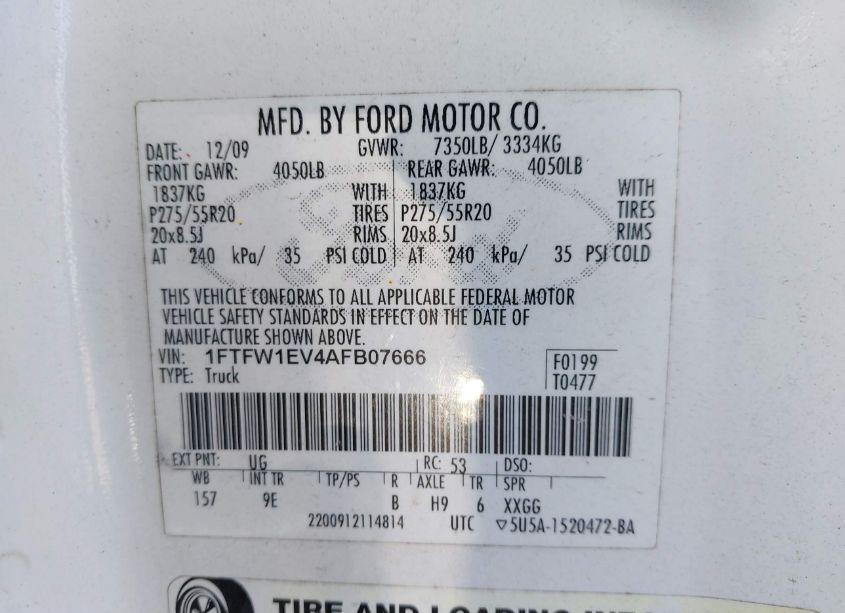 MFD. BY FORD MOTOR CO.
DATE: 12/09 GVWR: 7350LB/ 3334KG
FRONT GAWR: 4050LB REAR GAWR: 4050LB
1837KG WITH 1837KG WITH
P275/55R20 TIRES P275/55R20 TIRES
20x8.5J RIMS 20x8.5J RIMS
AT 240 kPa/ 35 PSI COLD AT 240 kPa/ 35 PSI COLD
THIS VEHICLE CONFORMS TO ALL APPLICABLE FEDERAL MOTOR
VEHICLE SAFETY STANDARDS IN EFFECT ON THE DATE OF
MANUFACTURE SHOWN ABOVE.
VIN: 1FTFW1EV4AFB07666
TYPE: Truck
F0199
T0477
EXT PNT: UG RC: 53 DSO:
WB INT TR TP/PS R AXLE TR SPR
157 9E B H9 6 XXGG
2200912114814 UTC ▽5U5A-1520472-BA
TIRE AND LOADING